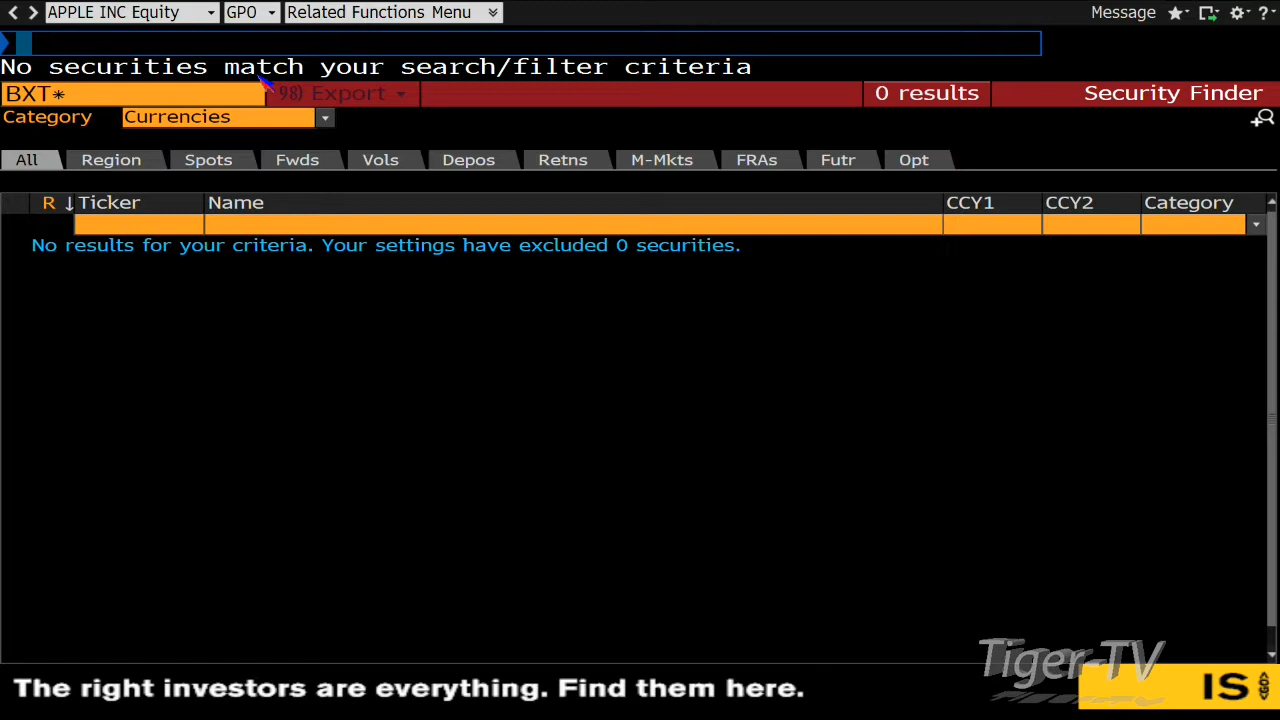 APPLE INC Equity GPO Related Functions Menu Message ?
No securities match your search/filter criteria
BXT* 98) Export 0 results Security Finder
Category Currencies
All Region Spots Fwds Vols Depos Retns M-Mkts FRAs Futr Opt
R ↓ Ticker Name CCY1 CCY2 Category
No results for your criteria. Your settings have excluded 0 securities.
Tiger-TV
The right investors are everything. Find them here. IS <GO>